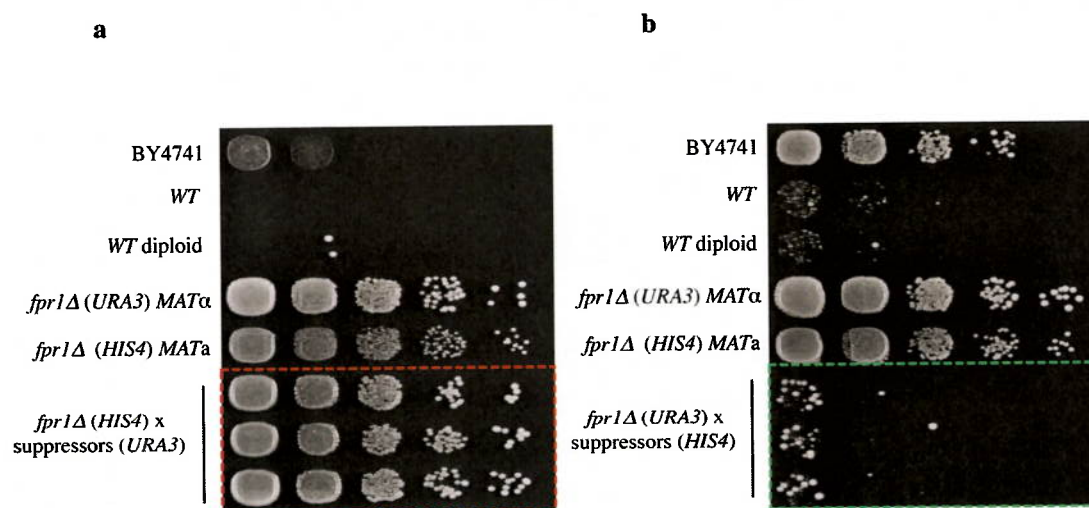 a
BY4741
WT
WT diploid
fpr1Δ (URA3) MATα
fpr1Δ (HIS4) MATa
fpr1Δ (HIS4) x
suppressors (URA3)
b
BY4741
WT
WT diploid
fpr1Δ (URA3) MATα
fpr1Δ (HIS4) MATa
fpr1Δ (URA3) x
suppressors (HIS4)